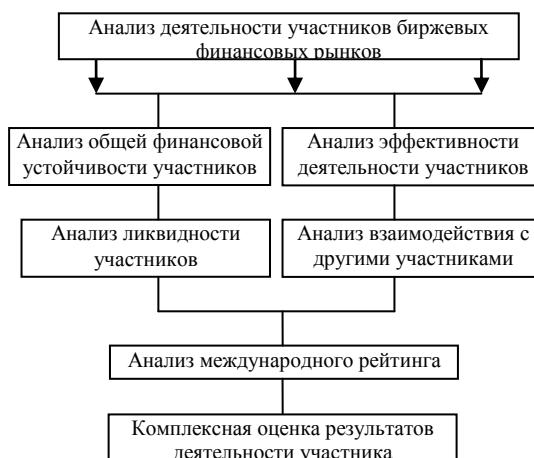 Анализ деятельности участников биржевых
финансовых рынков
Анализ общей финансовой
устойчивости участников
Анализ эффективности
деятельности участников
Анализ ликвидности
участников
Анализ взаимодействия с
другими участниками
Анализ международного рейтинга
Комплексная оценка результатов
деятельности участника